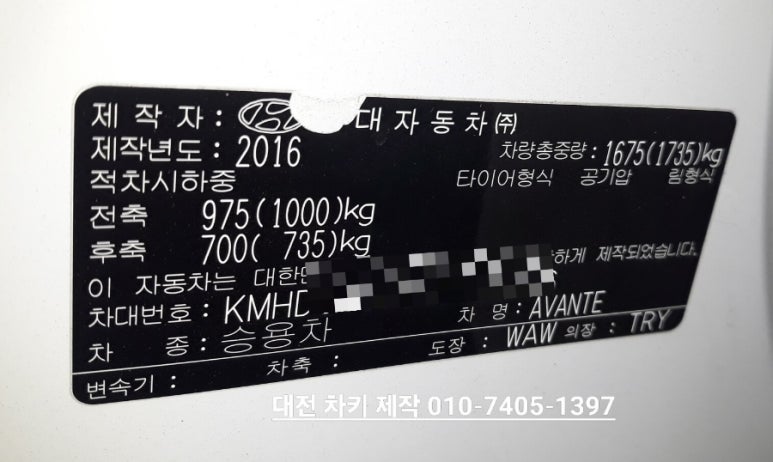 제 작 자 : 대 자 동 차 ㈜
제작년도 : 2016 차량총중량 : 1675(1735)kg
적차시하중 타이어형식 공기압 림형식
전축 975(1000)kg
후축 700( 735)kg
이 자동차는 대한 하게 제작되었습니다.
차대번호 : KMHD 차 명 : AVANTE
차 종 : 승용차 도장 : WAW 의장 : TRY
변속기 : 차축 :
대전 차키 제작 010-7405-1397